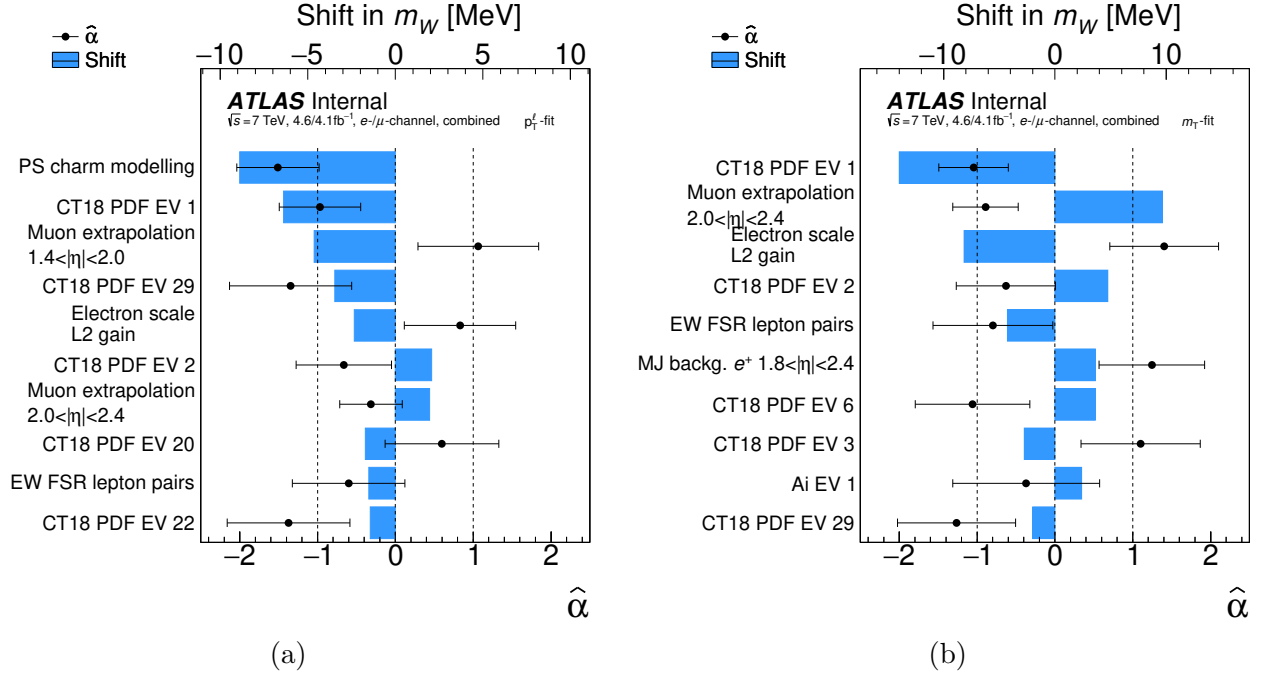 Shift in m_W [MeV]
α̂
Shift
−10 −5 0 5 10
ATLAS Internal
√s=7 TeV, 4.6/4.1fb⁻¹, e-/μ-channel, combined p_T^ℓ-fit
PS charm modelling
CT18 PDF EV 1
Muon extrapolation
1.4<|η|<2.0
CT18 PDF EV 29
Electron scale
L2 gain
CT18 PDF EV 2
Muon extrapolation
2.0<|η|<2.4
CT18 PDF EV 20
EW FSR lepton pairs
CT18 PDF EV 22
−2 −1 0 1 2
α̂
(a)
Shift in m_W [MeV]
α̂
Shift
−10 0 10
ATLAS Internal
√s=7 TeV, 4.6/4.1fb⁻¹, e-/μ-channel, combined m_T-fit
CT18 PDF EV 1
Muon extrapolation
2.0<|η|<2.4
Electron scale
L2 gain
CT18 PDF EV 2
EW FSR lepton pairs
MJ backg. e⁺ 1.8<|η|<2.4
CT18 PDF EV 6
CT18 PDF EV 3
Ai EV 1
CT18 PDF EV 29
−2 −1 0 1 2
α̂
(b)